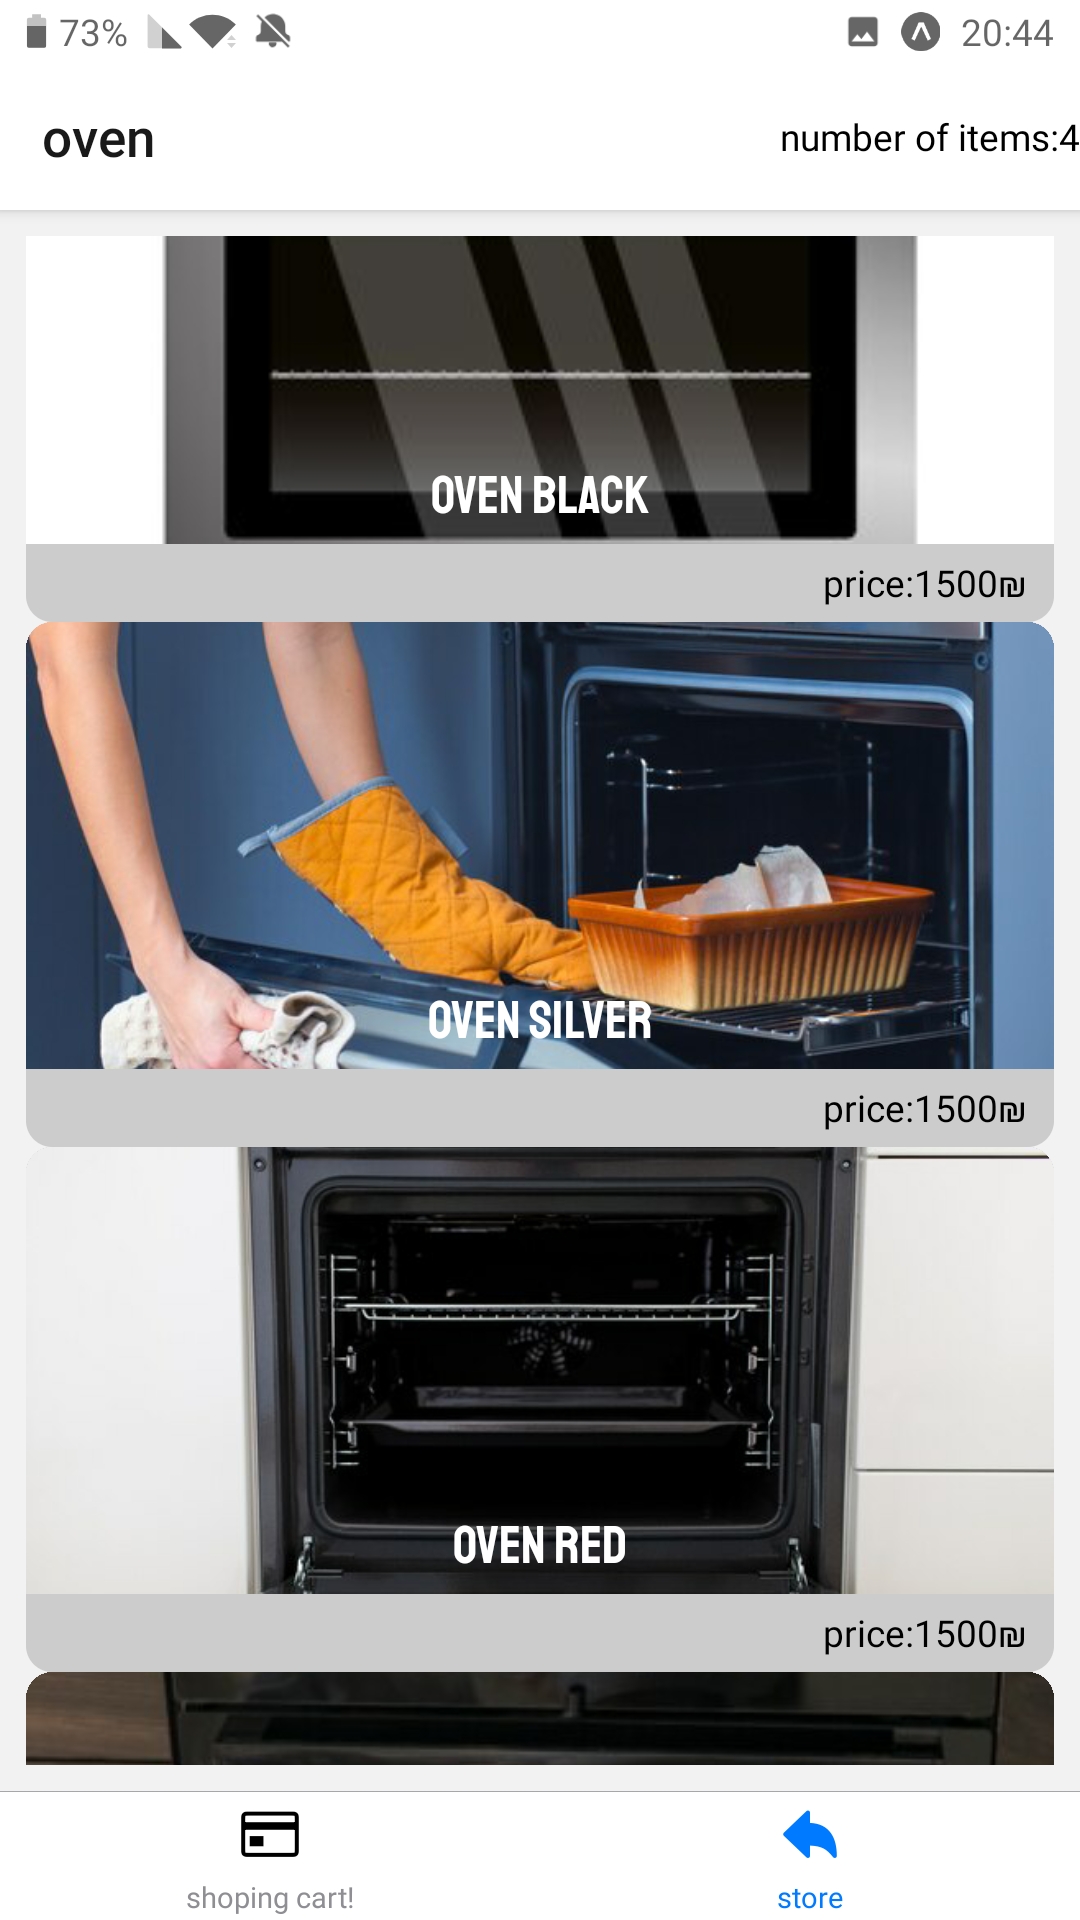 73%
20:44
oven
number of items:4
OVEN BLACK
price:1500₪
OVEN SILVER
price:1500₪
OVEN RED
price:1500₪
shoping cart!
store